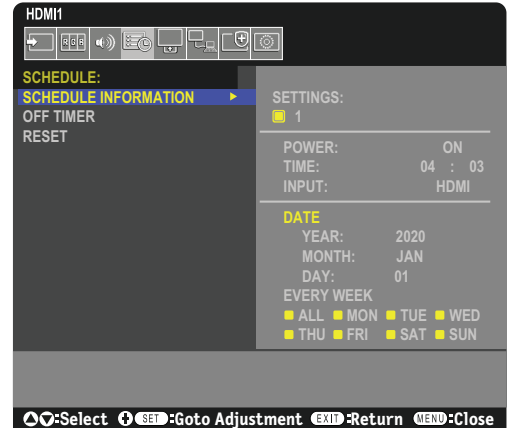 HDMI1
RGB
SCHEDULE:
SCHEDULE INFORMATION
OFF TIMER
RESET
SETTINGS:
1
POWER: ON
TIME: 04 : 03
INPUT: HDMI
DATE
YEAR: 2020
MONTH: JAN
DAY: 01
EVERY WEEK
ALL MON TUE WED
THU FRI SAT SUN
:Select SET :Goto Adjustment EXIT :Return MENU :Close